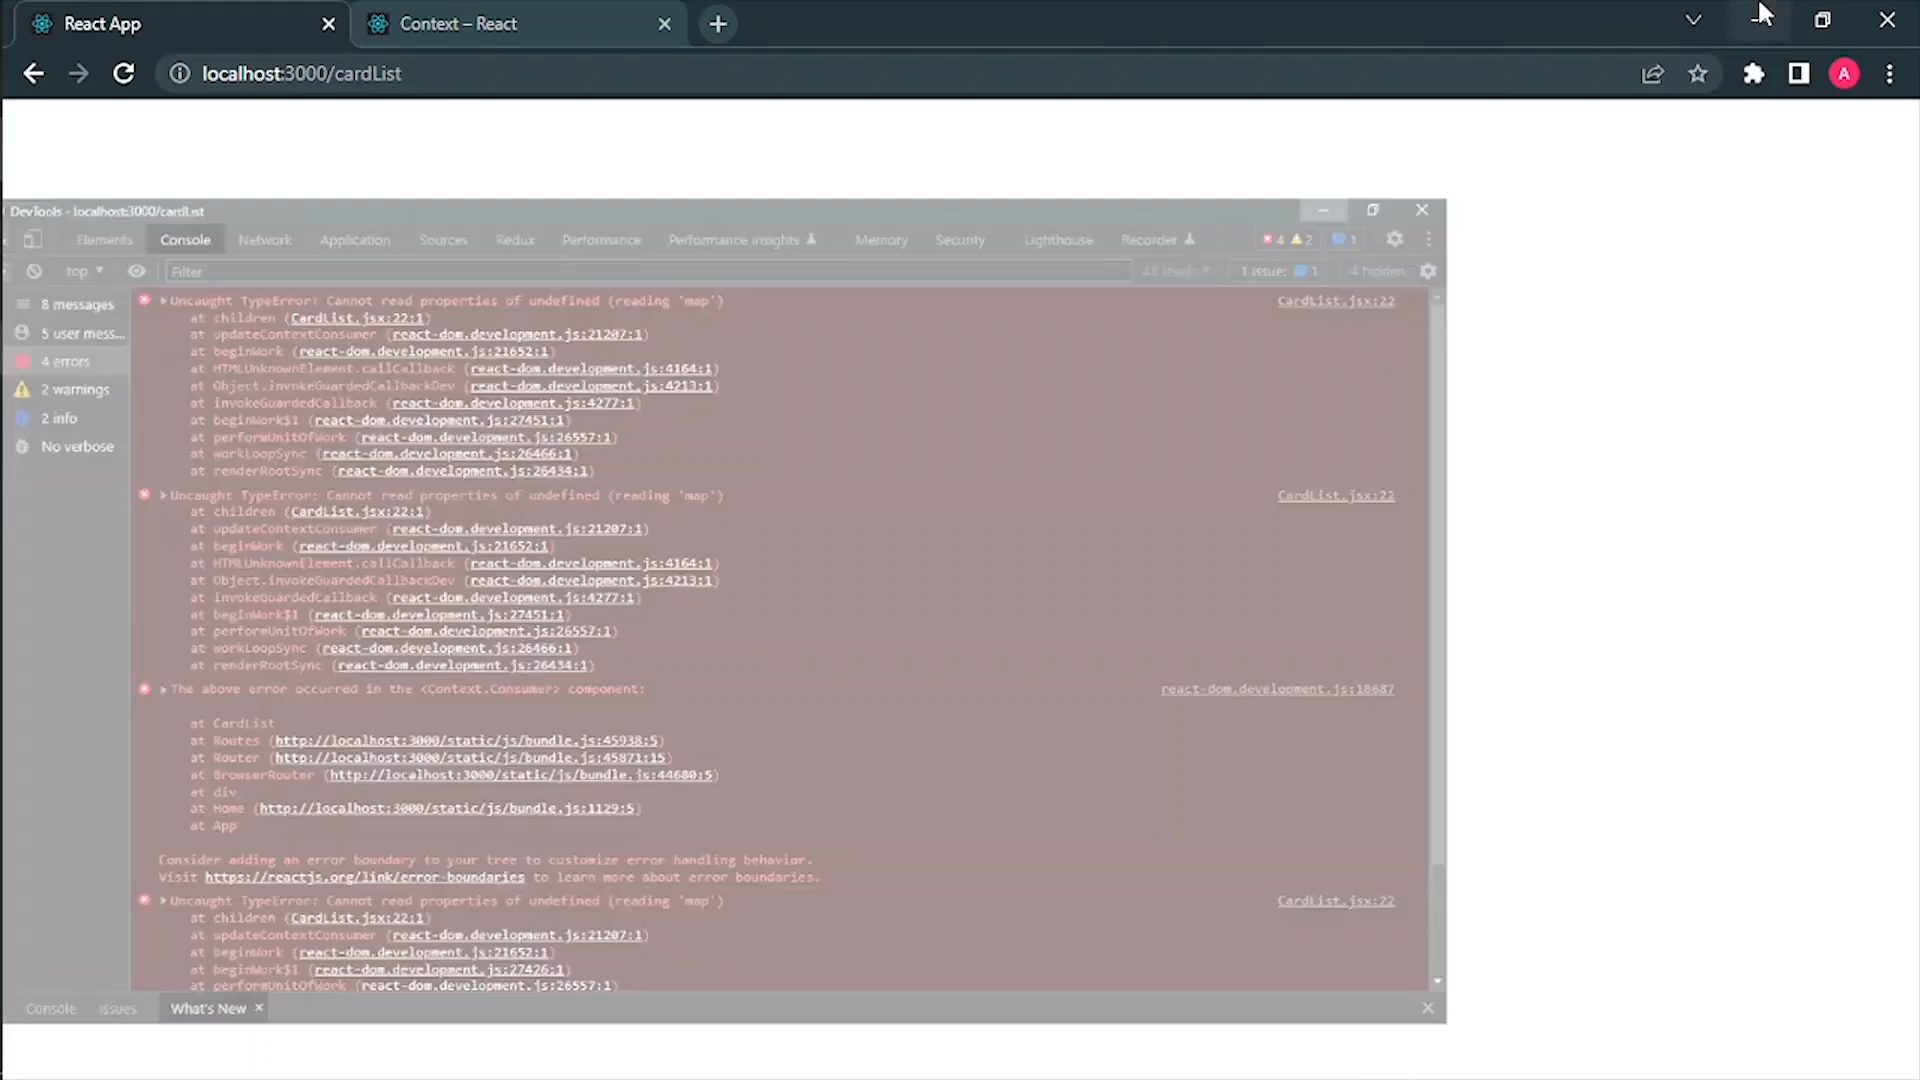 React App
Context – React
localhost:3000/cardList
A
DevTools - localhost:3000/cardList
Elements Console Network Application Sources Redux Performance Performance insights Memory Security Lighthouse Recorder 4 2 1
top Filter All levels 1 Issue: 1 4 hidden
8 messages
5 user mess...
4 errors
2 warnings
2 info
No verbose
Uncaught TypeError: Cannot read properties of undefined (reading 'map') CardList.jsx:22
at children (CardList.jsx:22:1)
at updateContextConsumer (react-dom.development.js:21207:1)
at beginWork (react-dom.development.js:21652:1)
at HTMLUnknownElement.callCallback (react-dom.development.js:4164:1)
at Object.invokeGuardedCallbackDev (react-dom.development.js:4213:1)
at invokeGuardedCallback (react-dom.development.js:4277:1)
at beginWork$1 (react-dom.development.js:27451:1)
at performUnitOfWork (react-dom.development.js:26557:1)
at workLoopSync (react-dom.development.js:26466:1)
at renderRootSync (react-dom.development.js:26434:1)
Uncaught TypeError: Cannot read properties of undefined (reading 'map') CardList.jsx:22
at children (CardList.jsx:22:1)
at updateContextConsumer (react-dom.development.js:21207:1)
at beginWork (react-dom.development.js:21652:1)
at HTMLUnknownElement.callCallback (react-dom.development.js:4164:1)
at Object.invokeGuardedCallbackDev (react-dom.development.js:4213:1)
at invokeGuardedCallback (react-dom.development.js:4277:1)
at beginWork$1 (react-dom.development.js:27451:1)
at performUnitOfWork (react-dom.development.js:26557:1)
at workLoopSync (react-dom.development.js:26466:1)
at renderRootSync (react-dom.development.js:26434:1)
The above error occurred in the <Context.Consumer> component: react-dom.development.js:18687
at CardList
at Routes (http://localhost:3000/static/js/bundle.js:45938:5)
at Router (http://localhost:3000/static/js/bundle.js:45871:15)
at BrowserRouter (http://localhost:3000/static/js/bundle.js:44680:5)
at div
at Home (http://localhost:3000/static/js/bundle.js:1129:5)
at App
Consider adding an error boundary to your tree to customize error handling behavior.
Visit https://reactjs.org/link/error-boundaries to learn more about error boundaries.
Uncaught TypeError: Cannot read properties of undefined (reading 'map') CardList.jsx:22
at children (CardList.jsx:22:1)
at updateContextConsumer (react-dom.development.js:21207:1)
at beginWork (react-dom.development.js:21652:1)
at beginWork$1 (react-dom.development.js:27426:1)
at performUnitOfWork (react-dom.development.js:26557:1)
Console Issues What's New